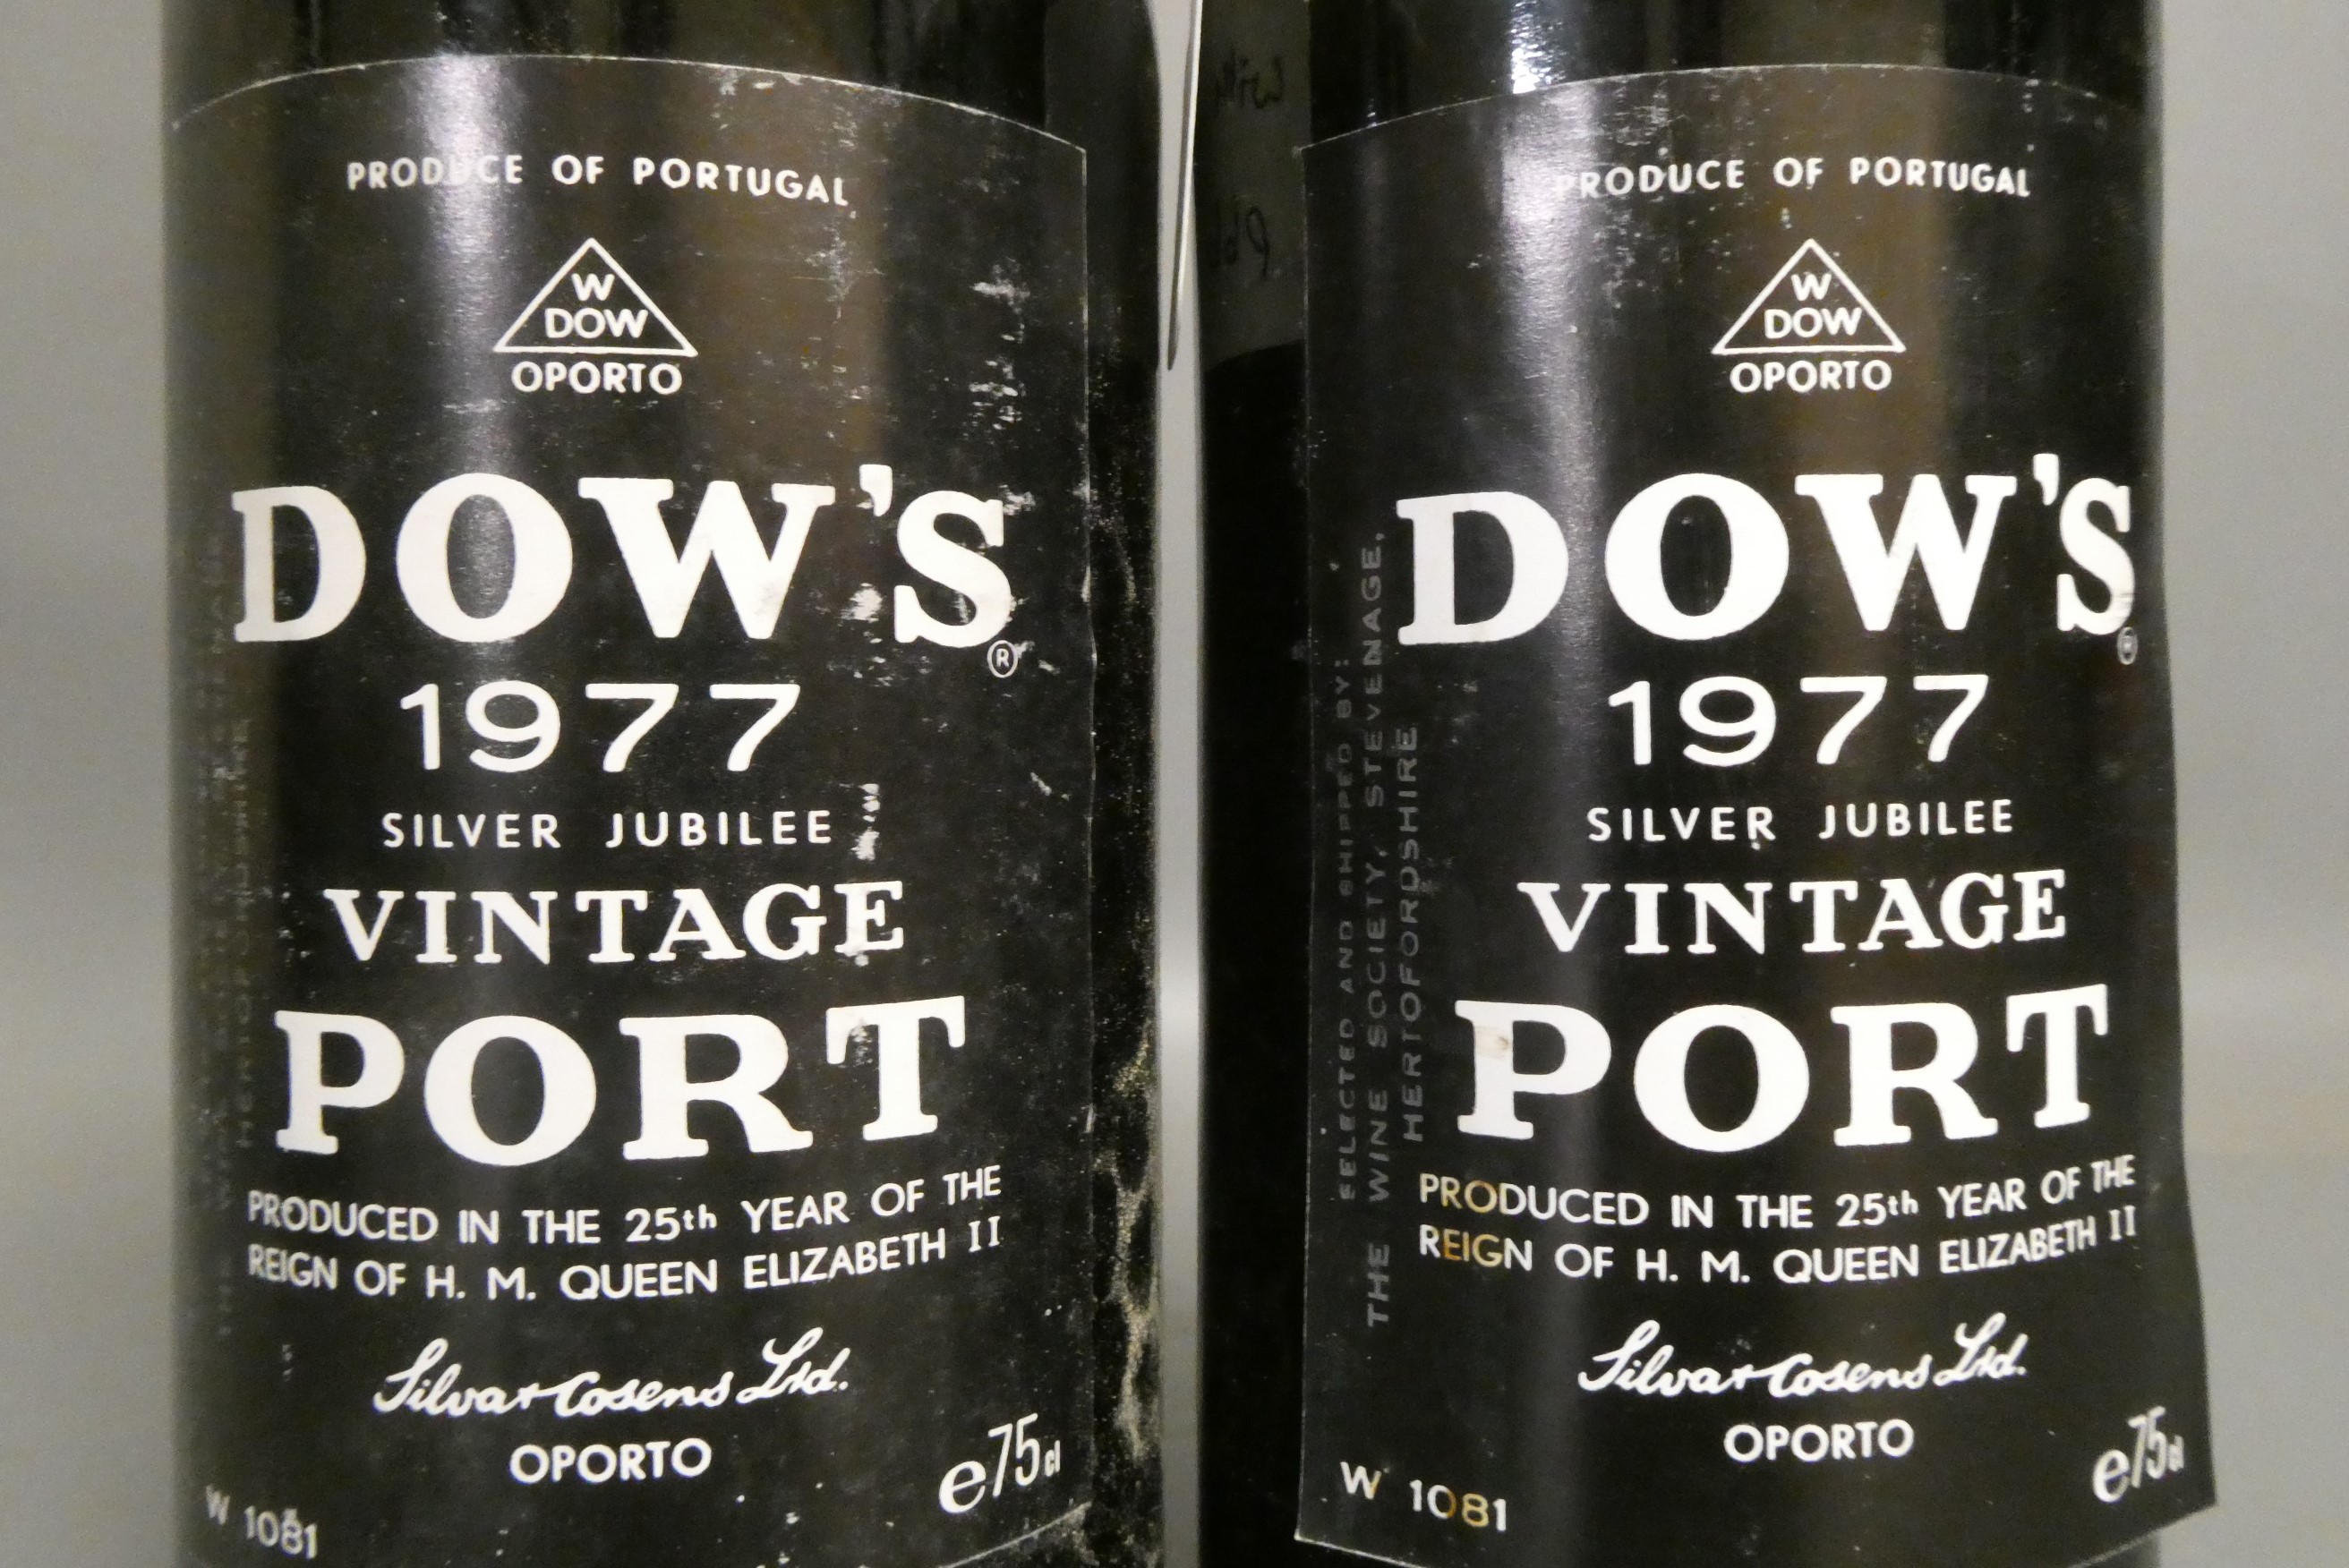 PRODUCE OF PORTUGAL
W
DOW
OPORTO
DOW'S
®
1977
SILVER JUBILEE
VINTAGE
PORT
PRODUCED IN THE 25th YEAR OF THE
REIGN OF H. M. QUEEN ELIZABETH II
Silva & Cosens Ltd.
OPORTO
e75cl
W 1081
PRODUCE OF PORTUGAL
W
DOW
OPORTO
DOW'S
®
1977
SILVER JUBILEE
VINTAGE
PORT
PRODUCED IN THE 25th YEAR OF THE
REIGN OF H. M. QUEEN ELIZABETH II
Silva & Cosens Ltd.
OPORTO
e75cl
W 1081
SELECTED AND SHIPPED BY:
THE WINE SOCIETY, STEVENAGE,
HERTOFORDSHIRE